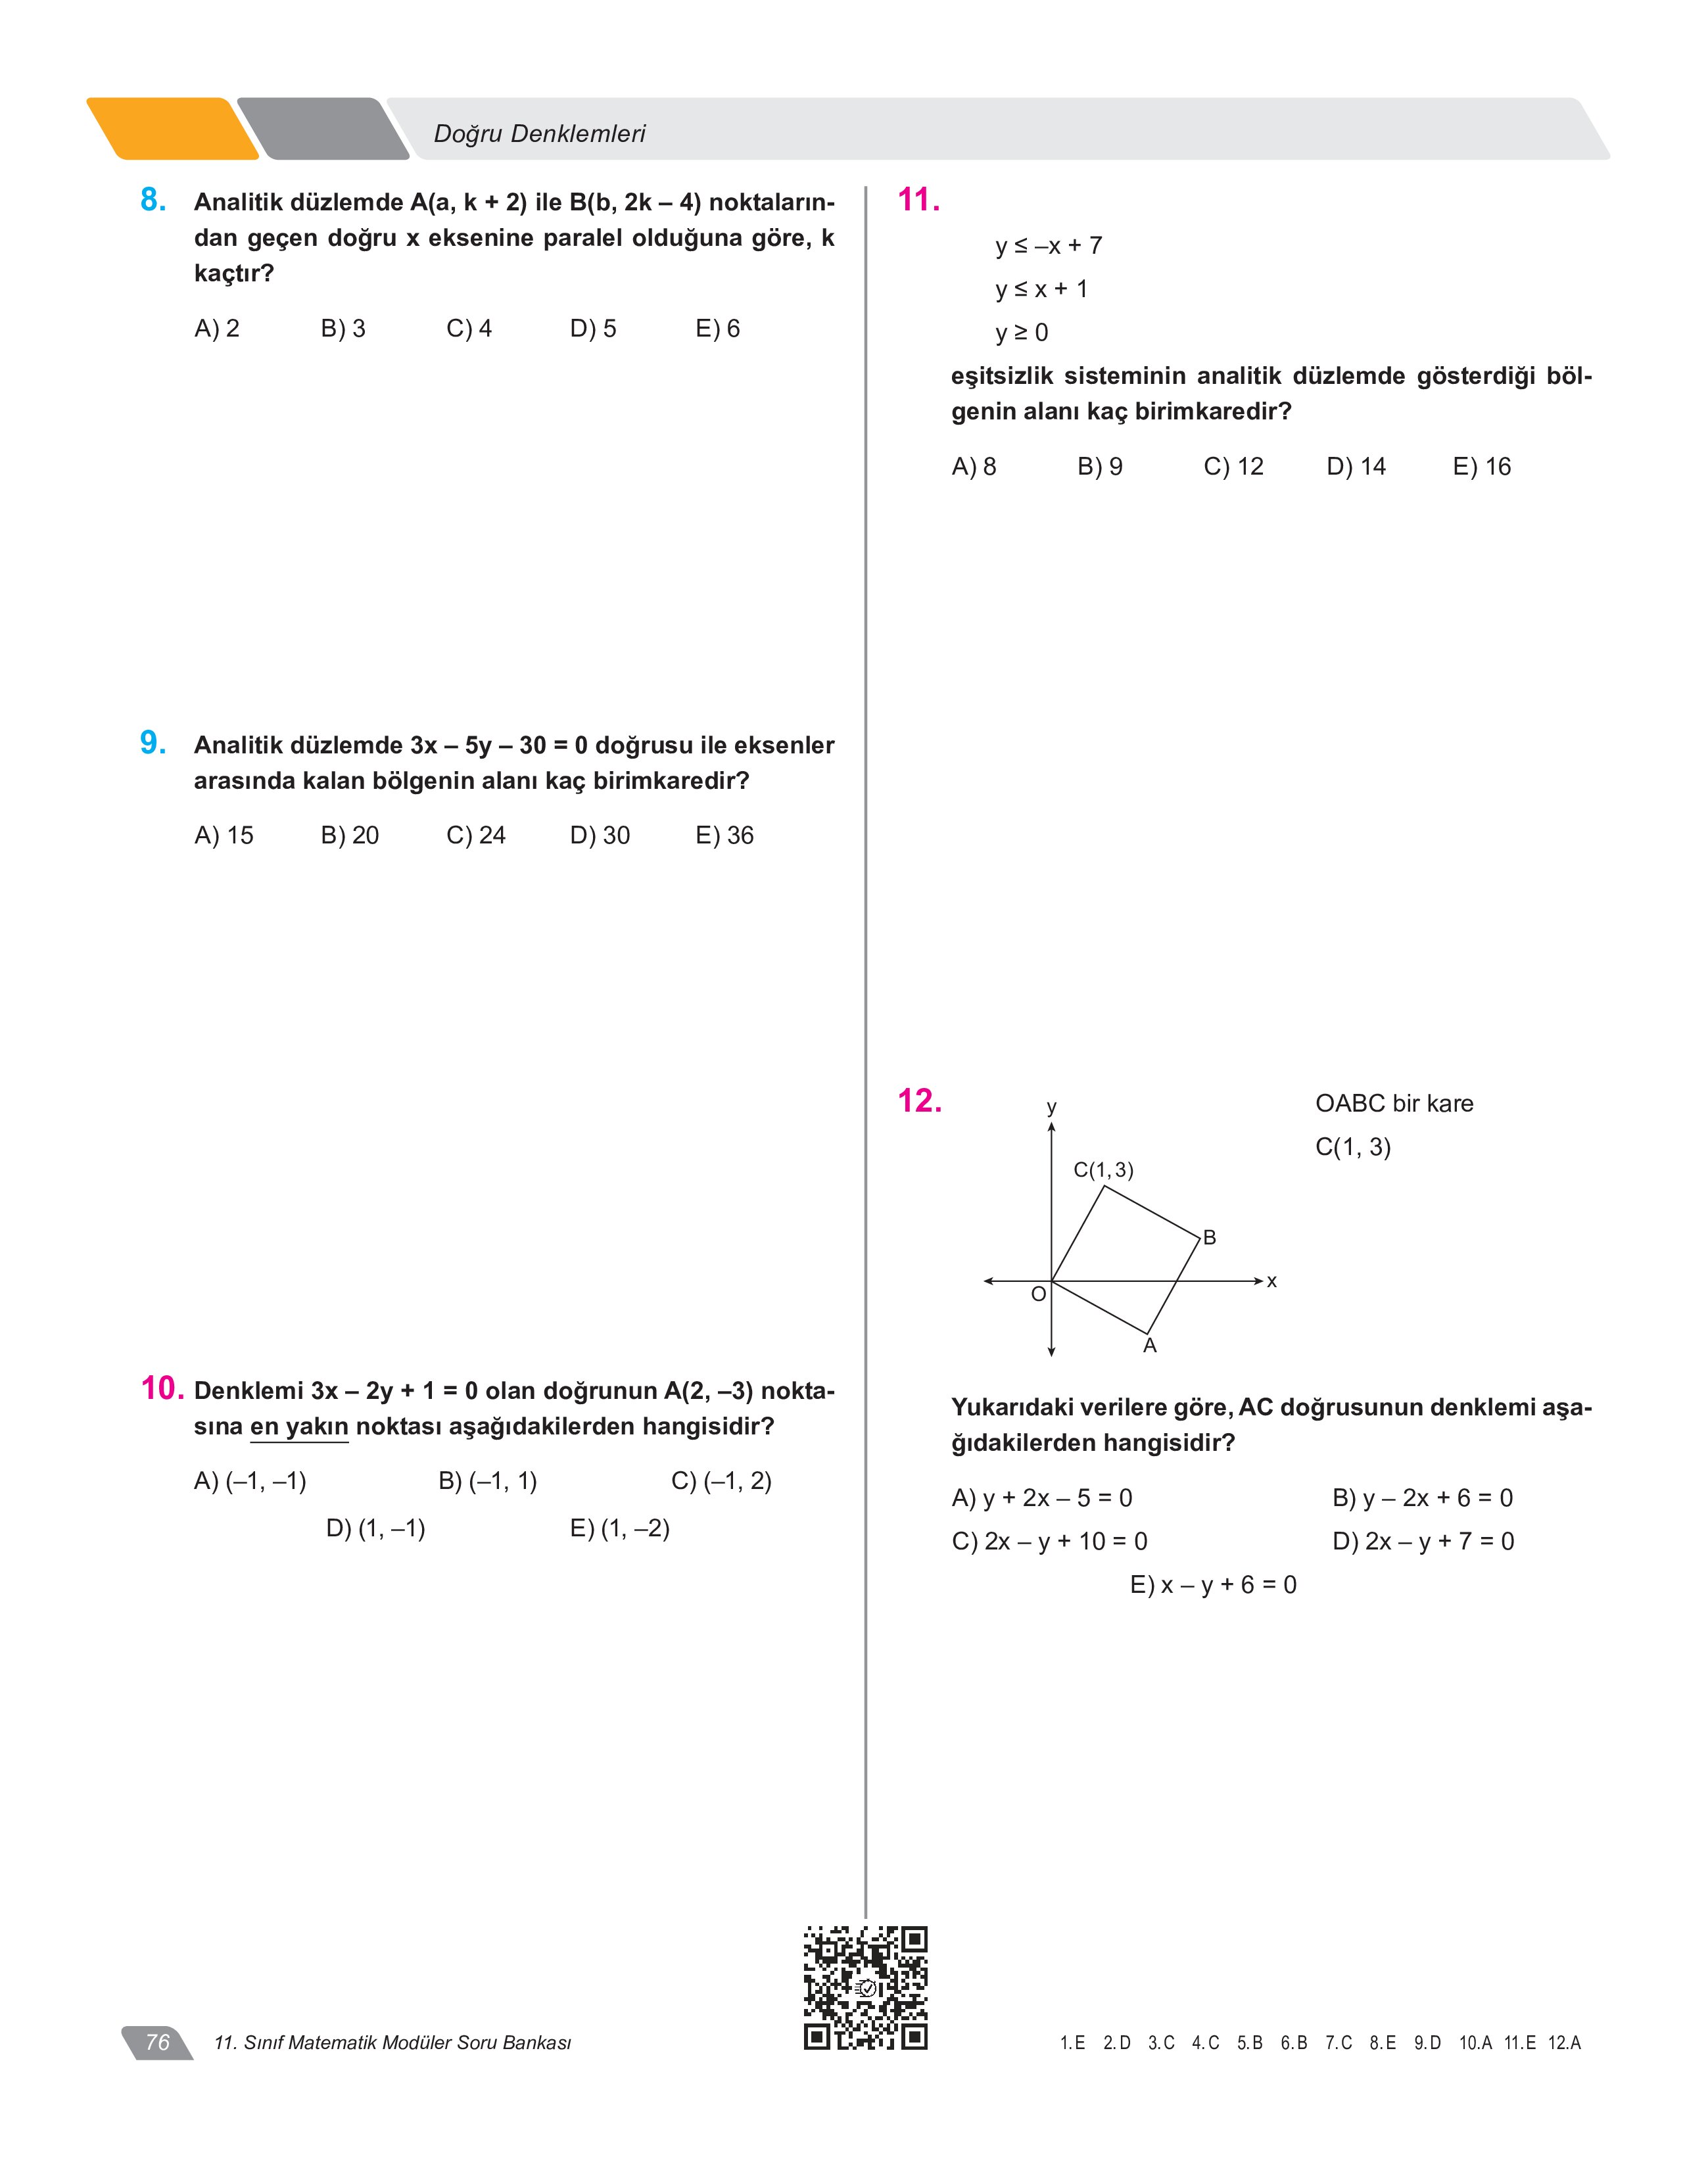 Doğru Denklemleri
8. Analitik düzlemde A(a, k + 2) ile B(b, 2k – 4) noktaların-
dan geçen doğru x eksenine paralel olduğuna göre, k
kaçtır?
A) 2 B) 3 C) 4 D) 5 E) 6
9. Analitik düzlemde 3x – 5y – 30 = 0 doğrusu ile eksenler
arasında kalan bölgenin alanı kaç birimkaredir?
A) 15 B) 20 C) 24 D) 30 E) 36
10. Denklemi 3x – 2y + 1 = 0 olan doğrunun A(2, –3) nokta-
sına en yakın noktası aşağıdakilerden hangisidir?
A) (–1, –1) B) (–1, 1) C) (–1, 2)
D) (1, –1) E) (1, –2)
11.
y ≤ –x + 7
y ≤ x + 1
y ≥ 0
eşitsizlik sisteminin analitik düzlemde gösterdiği böl-
genin alanı kaç birimkaredir?
A) 8 B) 9 C) 12 D) 14 E) 16
12.
y
C(1, 3)
B
x
O
A
OABC bir kare
C(1, 3)
Yukarıdaki verilere göre, AC doğrusunun denklemi aşa-
ğıdakilerden hangisidir?
A) y + 2x – 5 = 0 B) y – 2x + 6 = 0
C) 2x – y + 10 = 0 D) 2x – y + 7 = 0
E) x – y + 6 = 0
76 11. Sınıf Matematik Modüler Soru Bankası
1. E 2. D 3. C 4. C 5. B 6. B 7. C 8. E 9. D 10. A 11. E 12. A